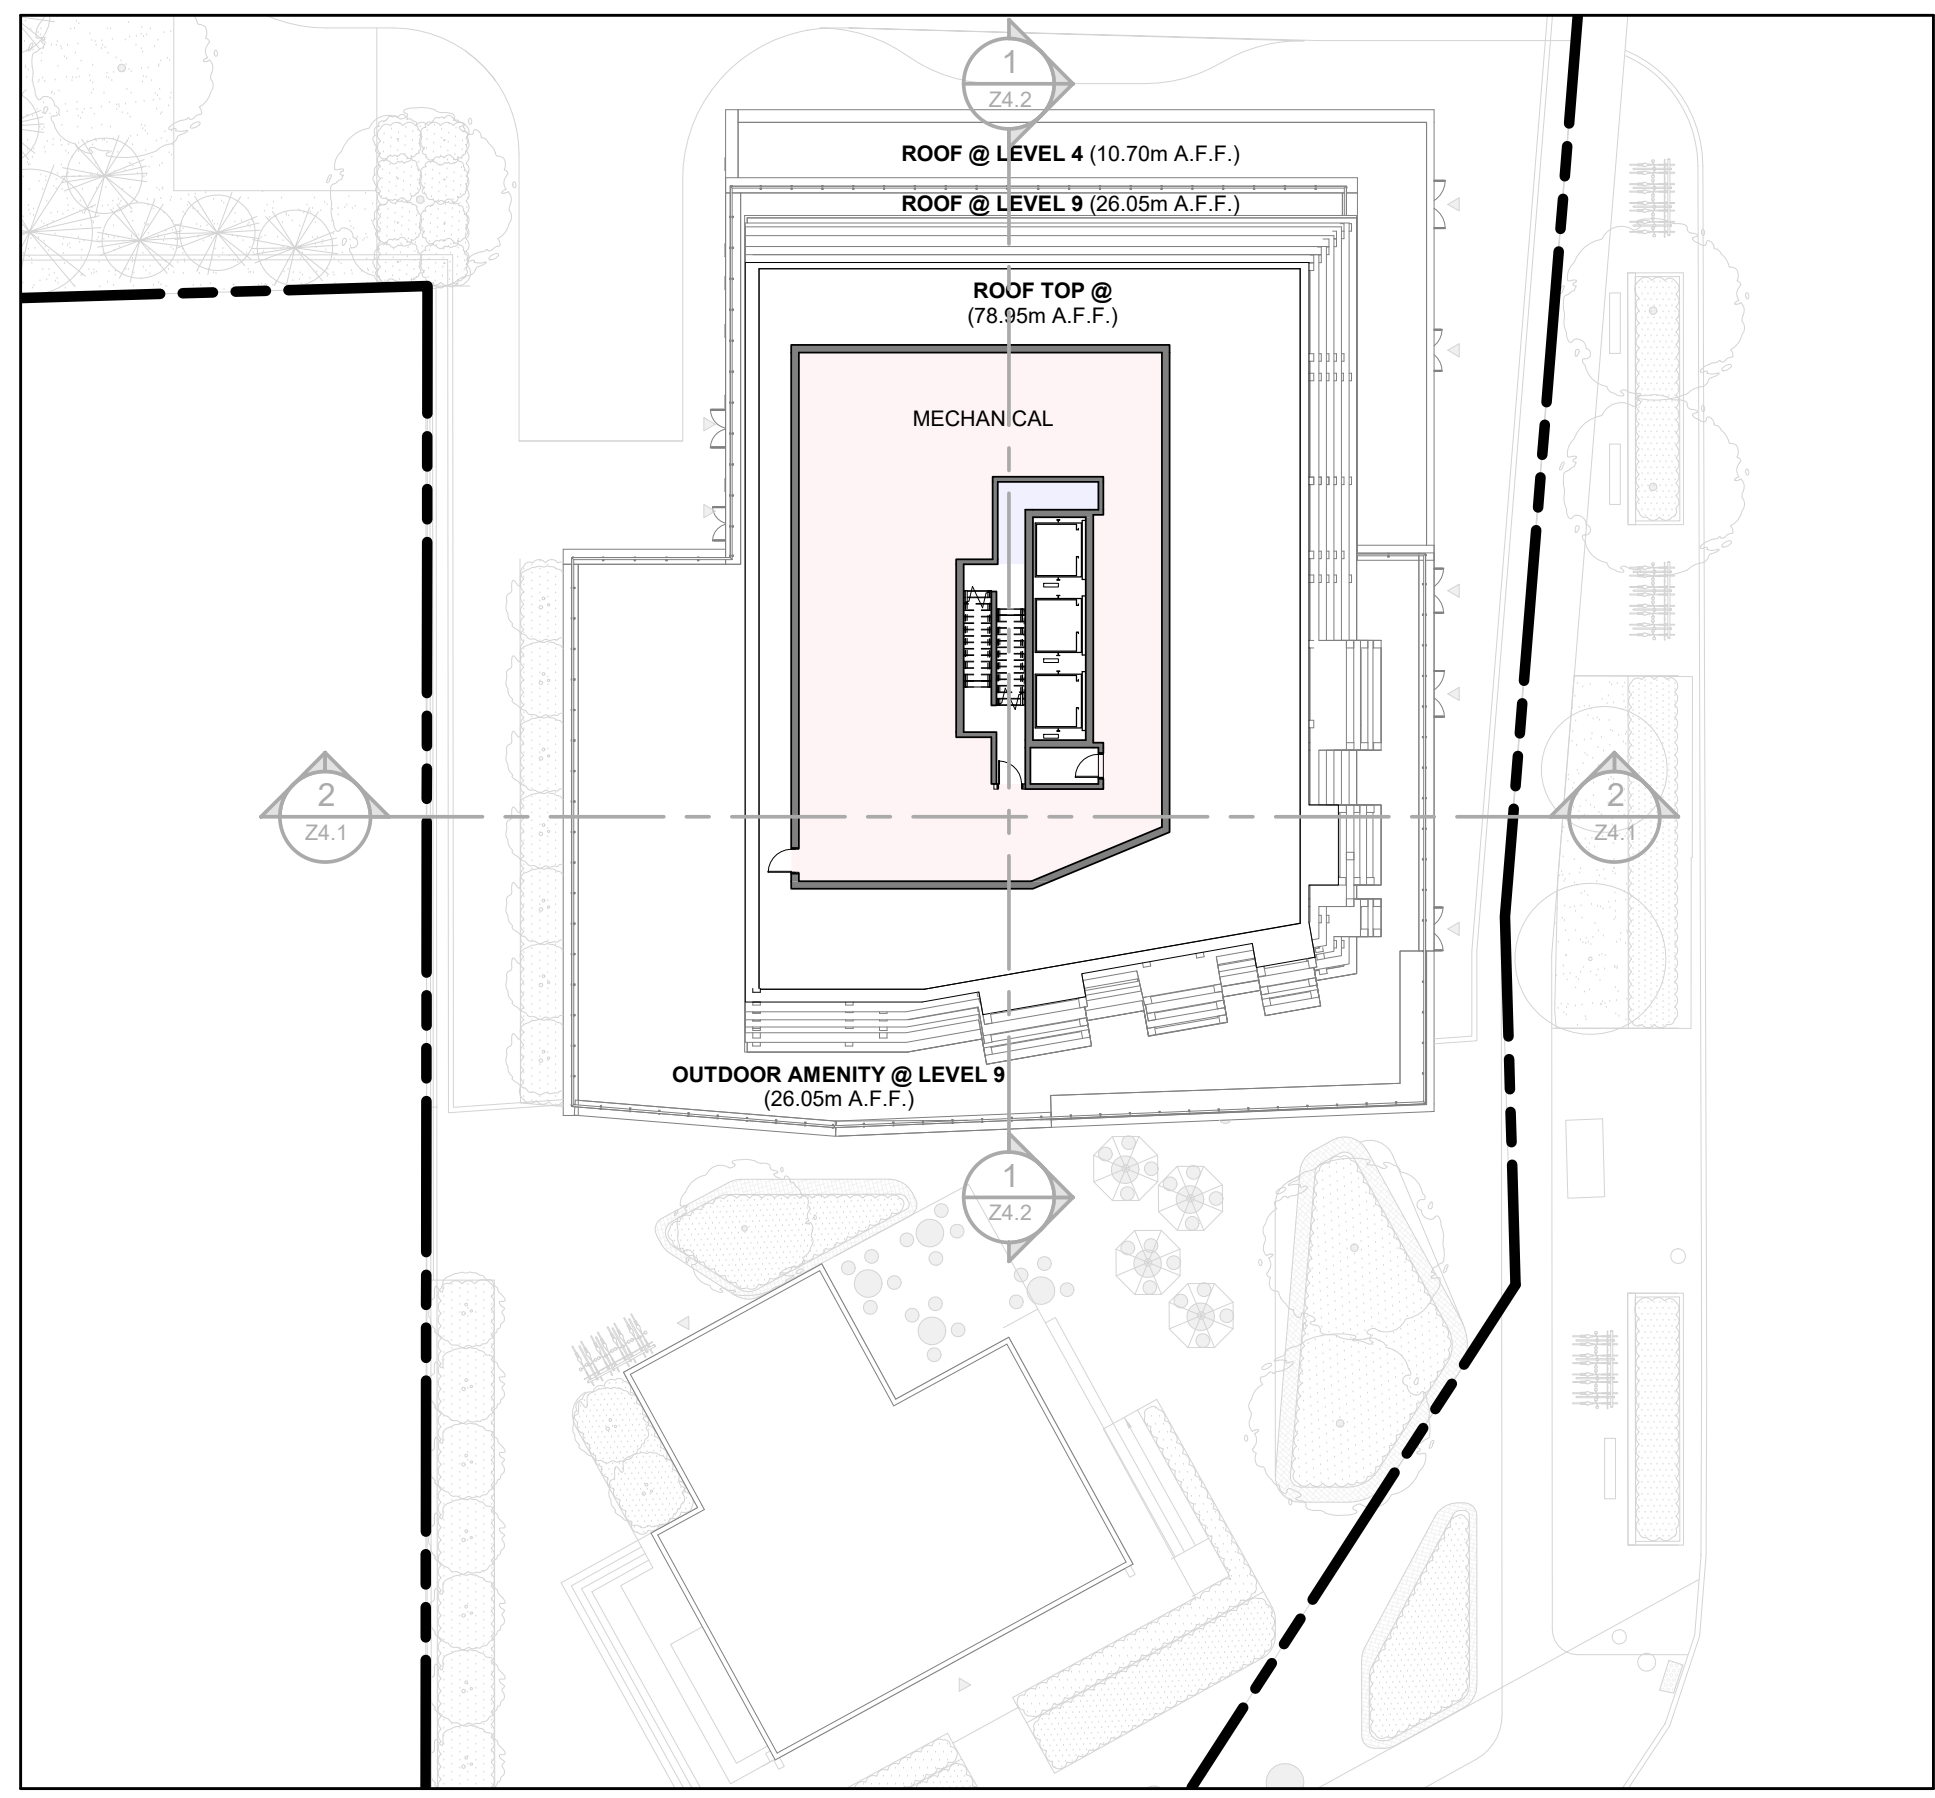 1
Z4.2
ROOF @ LEVEL 4 (10.70m A.F.F.)
ROOF @ LEVEL 9 (26.05m A.F.F.)
ROOF TOP @
(78.95m A.F.F.)
MECHANICAL
2
Z4.1
2
Z4.1
OUTDOOR AMENITY @ LEVEL 9
(26.05m A.F.F.)
1
Z4.2